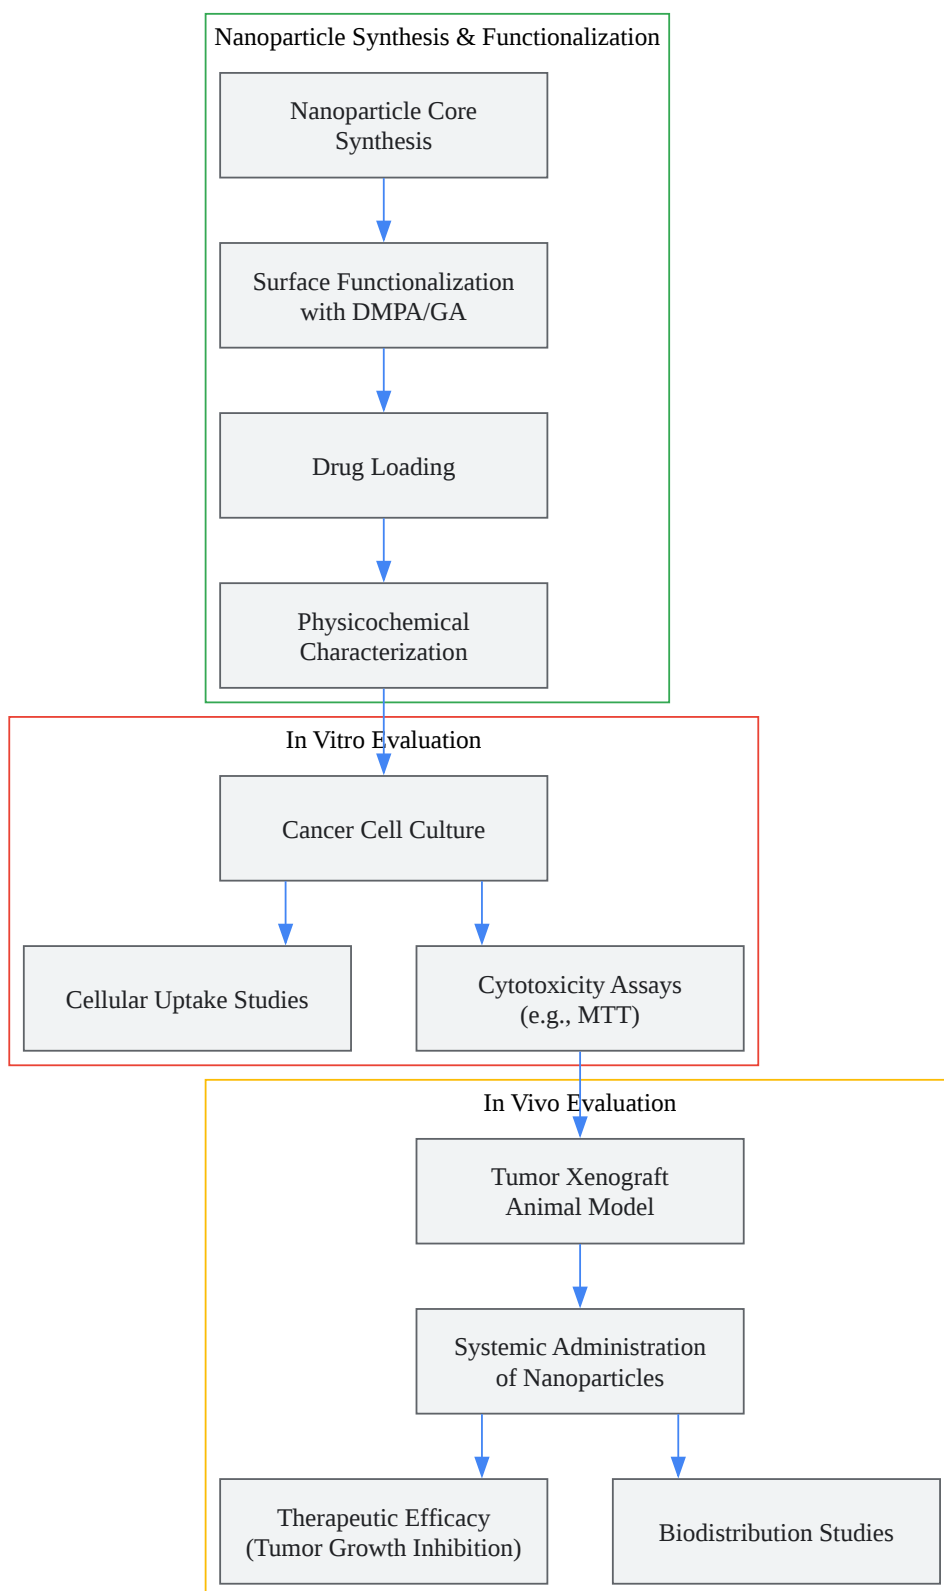 Nanoparticle Synthesis & Functionalization
Nanoparticle Core
Synthesis
Surface Functionalization
with DMPA/GA
Drug Loading
Physicochemical
Characterization
In Vitro Evaluation
Cancer Cell Culture
Cellular Uptake Studies
Cytotoxicity Assays
(e.g., MTT)
In Vivo Evaluation
Tumor Xenograft
Animal Model
Systemic Administration
of Nanoparticles
Therapeutic Efficacy
(Tumor Growth Inhibition)
Biodistribution Studies